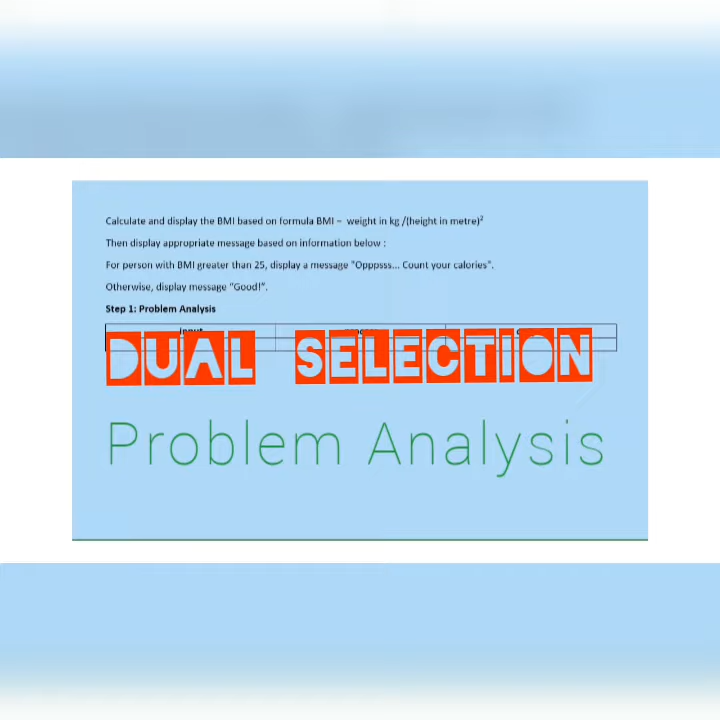 Calculate and display the BMI based on formula BMI = weight in kg /(height in metre)²
Then display appropriate message based on information below :
For person with BMI greater than 25, display a message "Opppsss... Count your calories".
Otherwise, display message "Good!".
Step 1: Problem Analysis
DUAL SELECTION
Problem Analysis